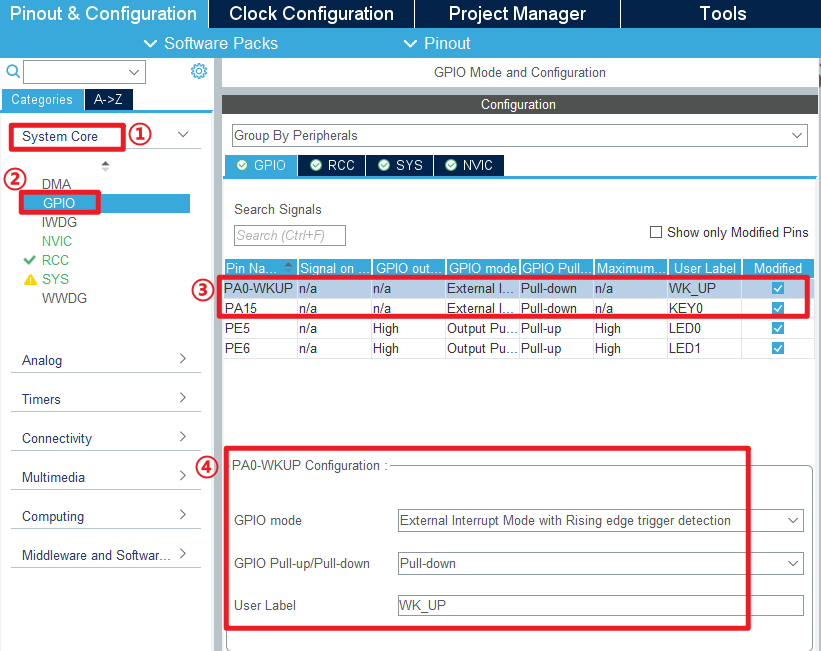 Pinout & Configuration Clock Configuration Project Manager Tools
Software Packs Pinout
GPIO Mode and Configuration
Categories A->Z
Configuration
System Core ①
Group By Peripherals
GPIO RCC SYS NVIC
②
DMA
GPIO
IWDG
NVIC
RCC
SYS
WWDG
Search Signals
Search (Ctrl+F)
Show only Modified Pins
Pin Na... Signal on ... GPIO out... GPIO mode GPIO Pull... Maximum... User Label Modified
③
PA0-WKUP n/a n/a External I... Pull-down n/a WK_UP
PA15 n/a n/a External I... Pull-down n/a KEY0
PE5 n/a High Output Pu... Pull-up High LED0
PE6 n/a High Output Pu... Pull-up High LED1
Analog
Timers
Connectivity
Multimedia
Computing
Middleware and Softwar...
④
PA0-WKUP Configuration :
GPIO mode External Interrupt Mode with Rising edge trigger detection
GPIO Pull-up/Pull-down Pull-down
User Label WK_UP